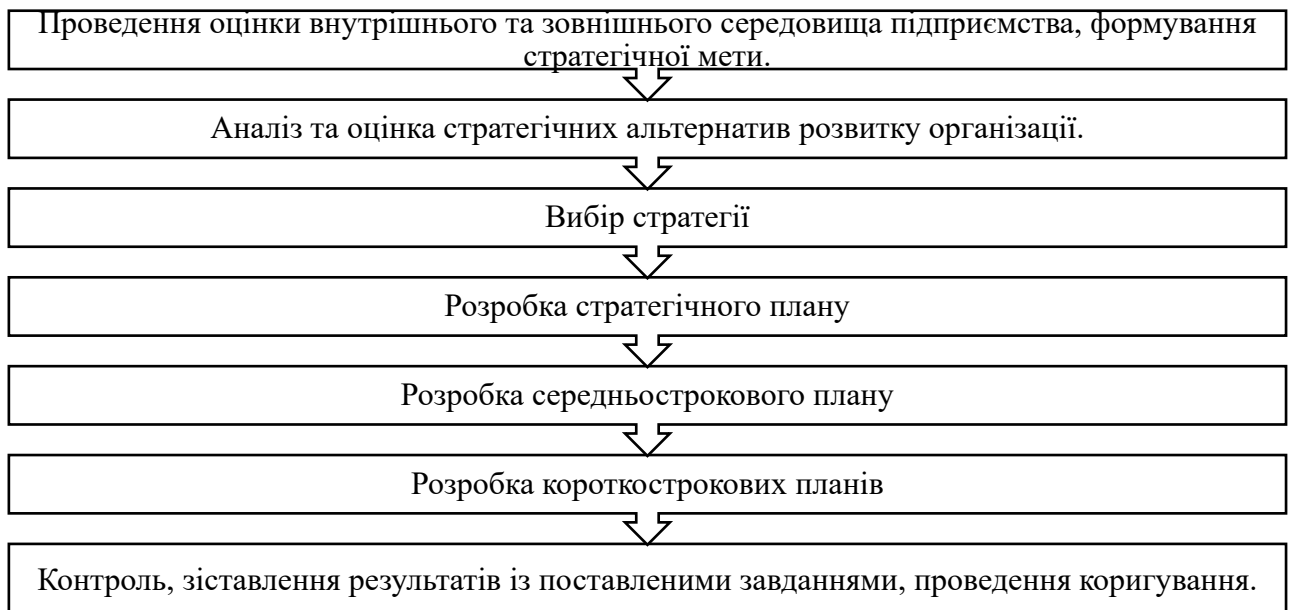 Проведення оцінки внутрішнього та зовнішнього середовища підприємства, формування
стратегічної мети.
Аналіз та оцінка стратегічних альтернатив розвитку організації.
Вибір стратегії
Розробка стратегічного плану
Розробка середньострокового плану
Розробка короткострокових планів
Контроль, зіставлення результатів із поставленими завданнями, проведення коригування.